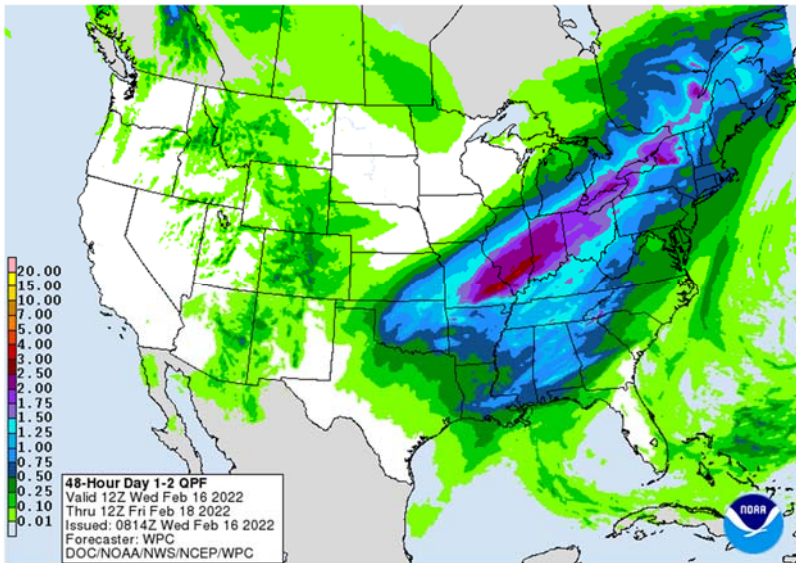 20.00
15.00
10.00
7.00
5.00
4.00
3.00
2.50
2.00
1.75
1.50
1.25
1.00
0.75
0.50
0.25
0.10
0.01
48-Hour Day 1-2 QPF
Valid 12Z Wed Feb 16 2022
Thru 12Z Fri Feb 18 2022
Issued: 0814Z Wed Feb 16 2022
Forecaster: WPC
DOC/NOAA/NWS/NCEP/WPC
NOAA